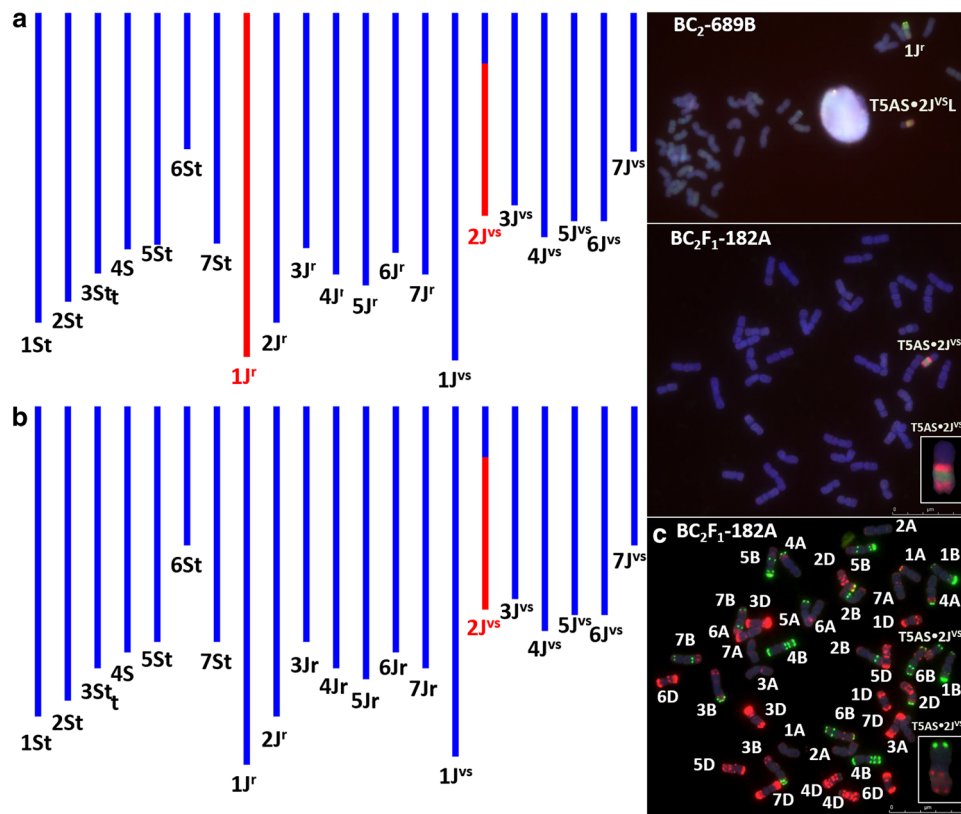 a
1St
2St
3St
4S
t
5St
6St
7St
1Jʳ
2Jʳ
3Jʳ
4Jʳ
5Jʳ
6Jʳ
7Jʳ
1Jᵛˢ
2Jᵛˢ
3Jᵛˢ
4Jᵛˢ
5Jᵛˢ
6Jᵛˢ
7Jᵛˢ
BC₂-689B
1Jʳ
T5AS•2JᵛˢL
BC₂F₁-182A
T5AS•2Jᵛˢ
T5AS•2Jᵛˢ
µm
b
1St
2St
3St
4S
t
5St
6St
7St
1Jʳ
2Jʳ
3Jr
4Jr
5Jr
6Jr
7Jr
1Jᵛˢ
2Jᵛˢ
3Jᵛˢ
4Jᵛˢ
5Jᵛˢ
6Jᵛˢ
7Jᵛˢ
c BC₂F₁-182A
2A
4A
5B
2D
5B
1A
1B
7A
4A
7B
3D
5A
2B
1D
6A
6A
7A
4B
2B
T5AS•2Jᵛˢ
7B
3A
5D
6B
1B
6D
3B
3D
1D
2D
6B
7D
T5AS•2Jᵛˢ
1A
3A
3B
2A
5D
4B
7D
4D
4D
6D